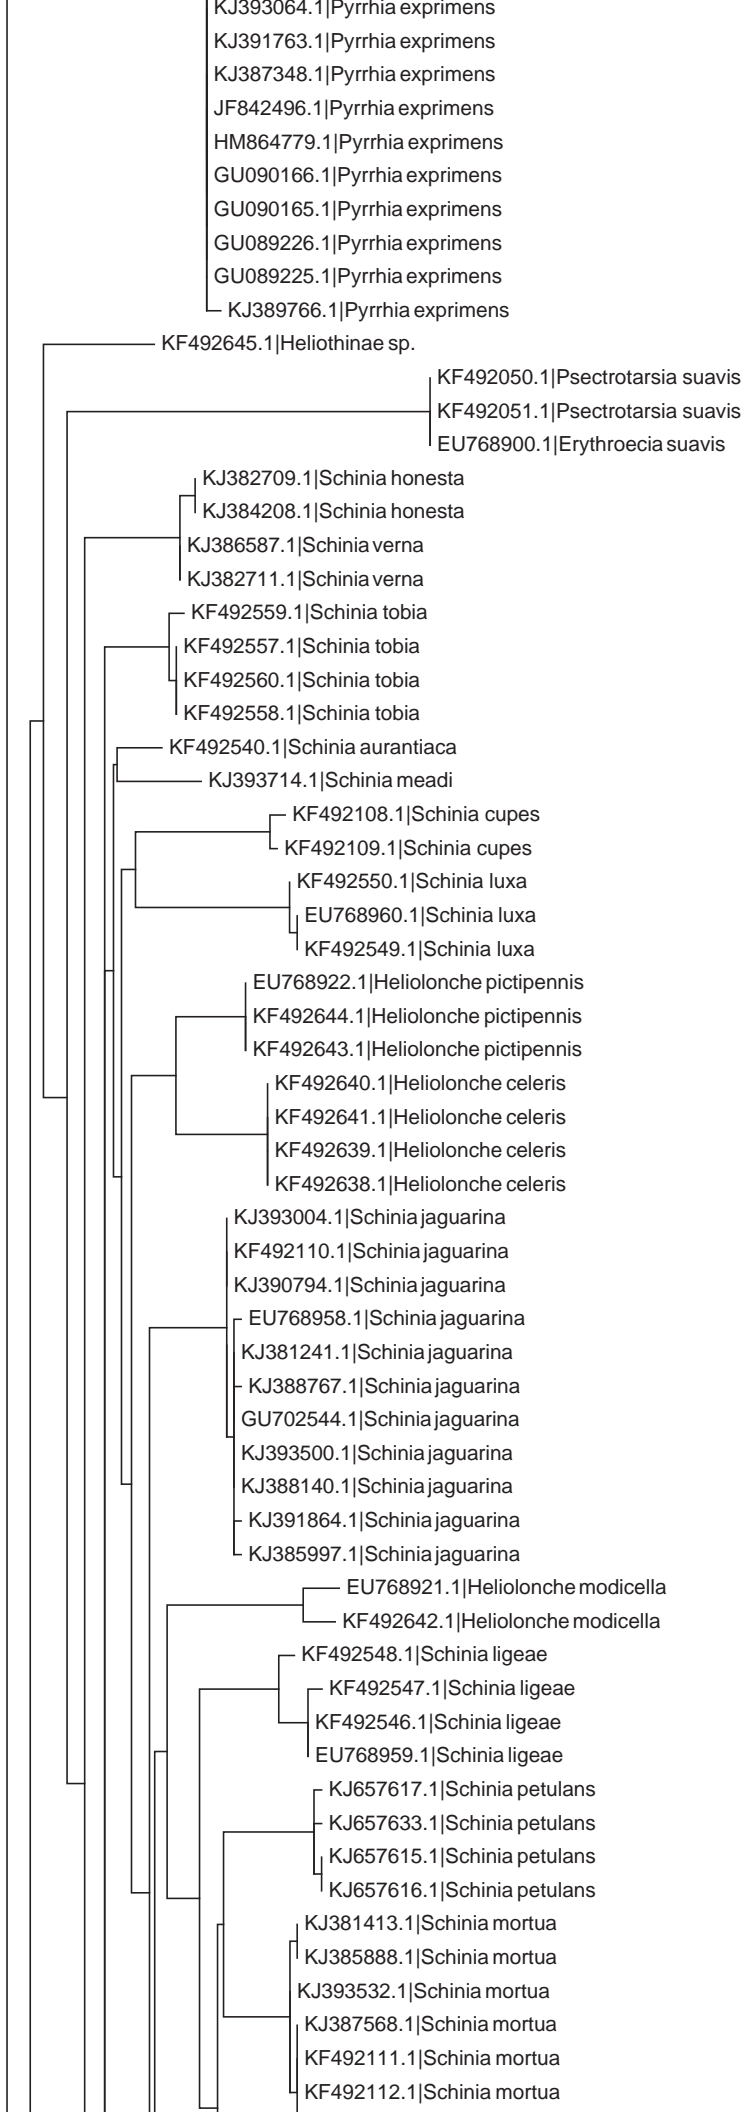 KJ393064.1|Pyrrhia exprimens
KJ391763.1|Pyrrhia exprimens
KJ387348.1|Pyrrhia exprimens
JF842496.1|Pyrrhia exprimens
HM864779.1|Pyrrhia exprimens
GU090166.1|Pyrrhia exprimens
GU090165.1|Pyrrhia exprimens
GU089226.1|Pyrrhia exprimens
GU089225.1|Pyrrhia exprimens
KJ389766.1|Pyrrhia exprimens
KF492645.1|Heliothinae sp.
KF492050.1|Psectrotarsia suavis
KF492051.1|Psectrotarsia suavis
EU768900.1|Erythroecia suavis
KJ382709.1|Schinia honesta
KJ384208.1|Schinia honesta
KJ386587.1|Schinia verna
KJ382711.1|Schinia verna
KF492559.1|Schinia tobia
KF492557.1|Schinia tobia
KF492560.1|Schinia tobia
KF492558.1|Schinia tobia
KF492540.1|Schinia aurantiaca
KJ393714.1|Schinia meadi
KF492108.1|Schinia cupes
KF492109.1|Schinia cupes
KF492550.1|Schinia luxa
EU768960.1|Schinia luxa
KF492549.1|Schinia luxa
EU768922.1|Heliolonche pictipennis
KF492644.1|Heliolonche pictipennis
KF492643.1|Heliolonche pictipennis
KF492640.1|Heliolonche celeris
KF492641.1|Heliolonche celeris
KF492639.1|Heliolonche celeris
KF492638.1|Heliolonche celeris
KJ393004.1|Schinia jaguarina
KF492110.1|Schinia jaguarina
KJ390794.1|Schinia jaguarina
EU768958.1|Schinia jaguarina
KJ381241.1|Schinia jaguarina
KJ388767.1|Schinia jaguarina
GU702544.1|Schinia jaguarina
KJ393500.1|Schinia jaguarina
KJ388140.1|Schinia jaguarina
KJ391864.1|Schinia jaguarina
KJ385997.1|Schinia jaguarina
EU768921.1|Heliolonche modicella
KF492642.1|Heliolonche modicella
KF492548.1|Schinia ligeae
KF492547.1|Schinia ligeae
KF492546.1|Schinia ligeae
EU768959.1|Schinia ligeae
KJ657617.1|Schinia petulans
KJ657633.1|Schinia petulans
KJ657615.1|Schinia petulans
KJ657616.1|Schinia petulans
KJ381413.1|Schinia mortua
KJ385888.1|Schinia mortua
KJ393532.1|Schinia mortua
KJ387568.1|Schinia mortua
KF492111.1|Schinia mortua
KF492112.1|Schinia mortua